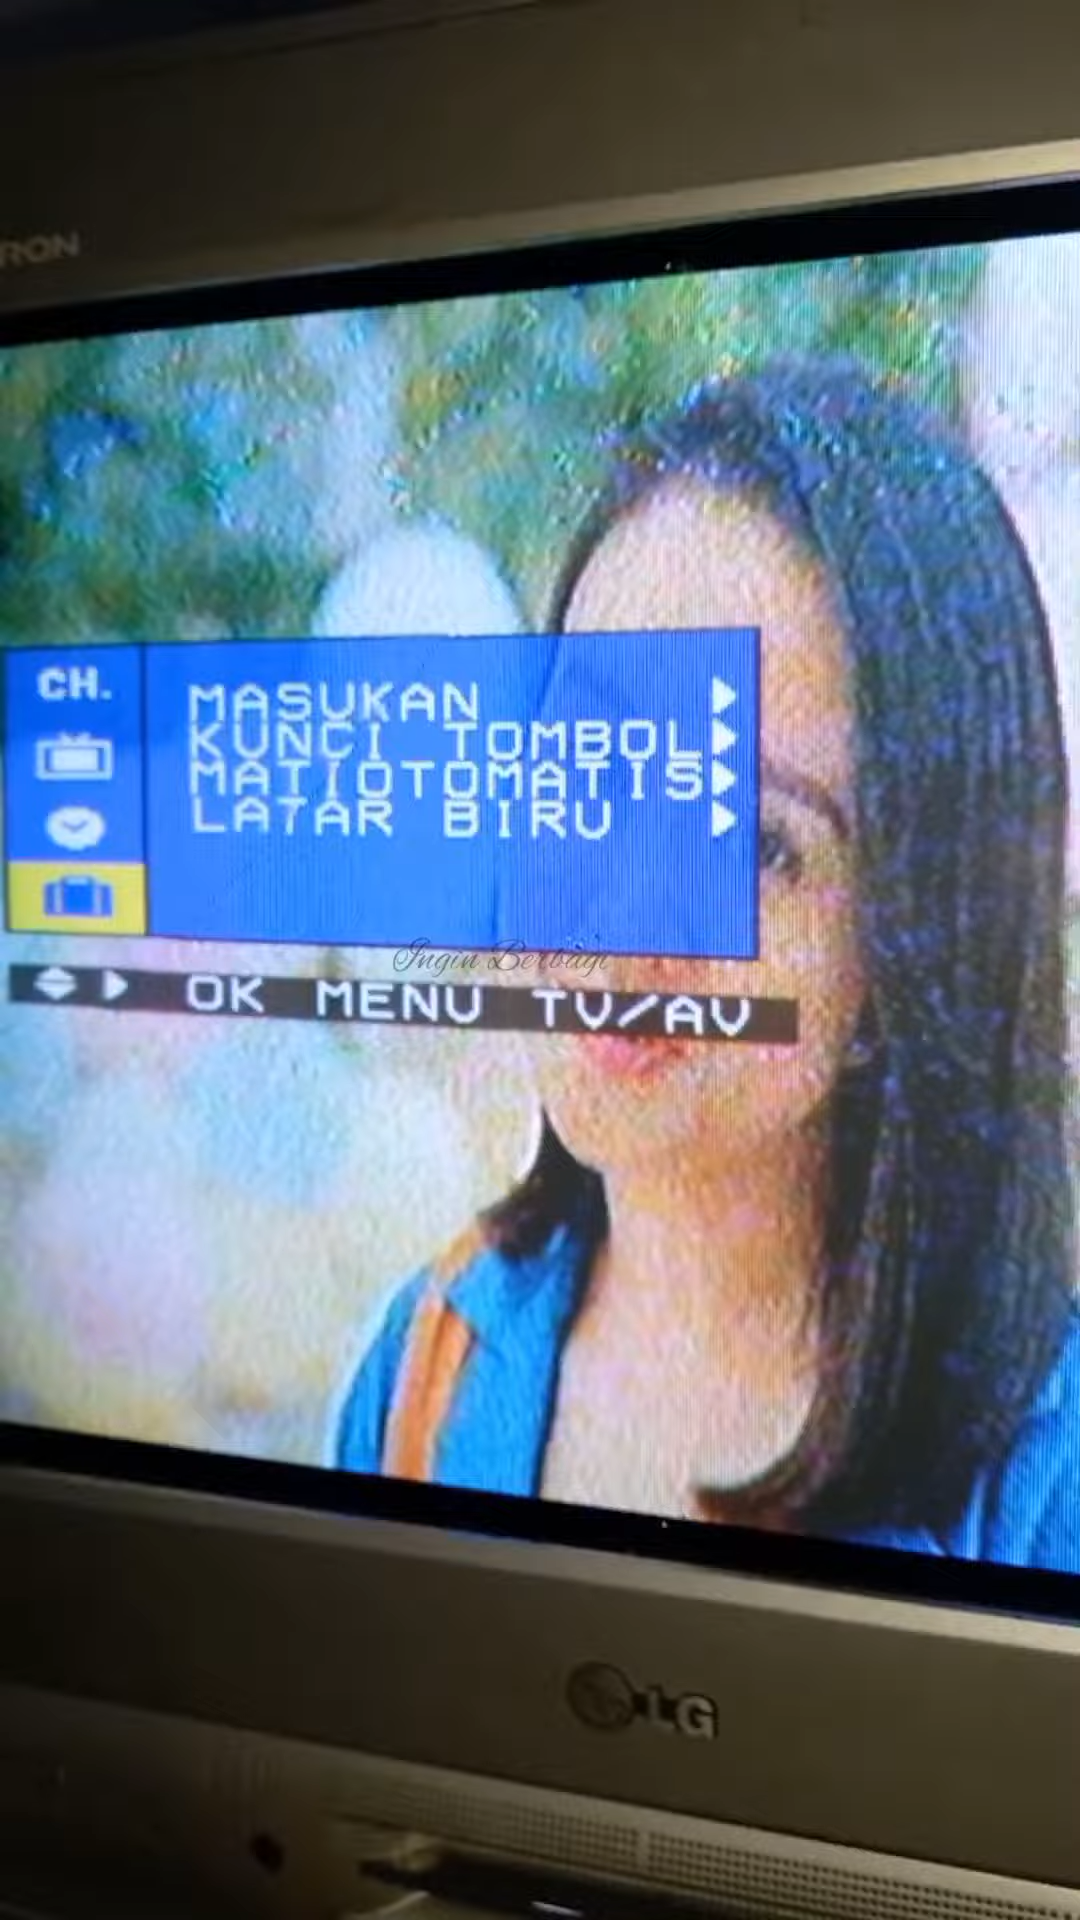 RON
CH.
MASUKAN
KUNCI TOMBOL
MATIOTOMATIS
LATAR BIRU
Ingin Berbagi
OK MENU TV/AV
LG